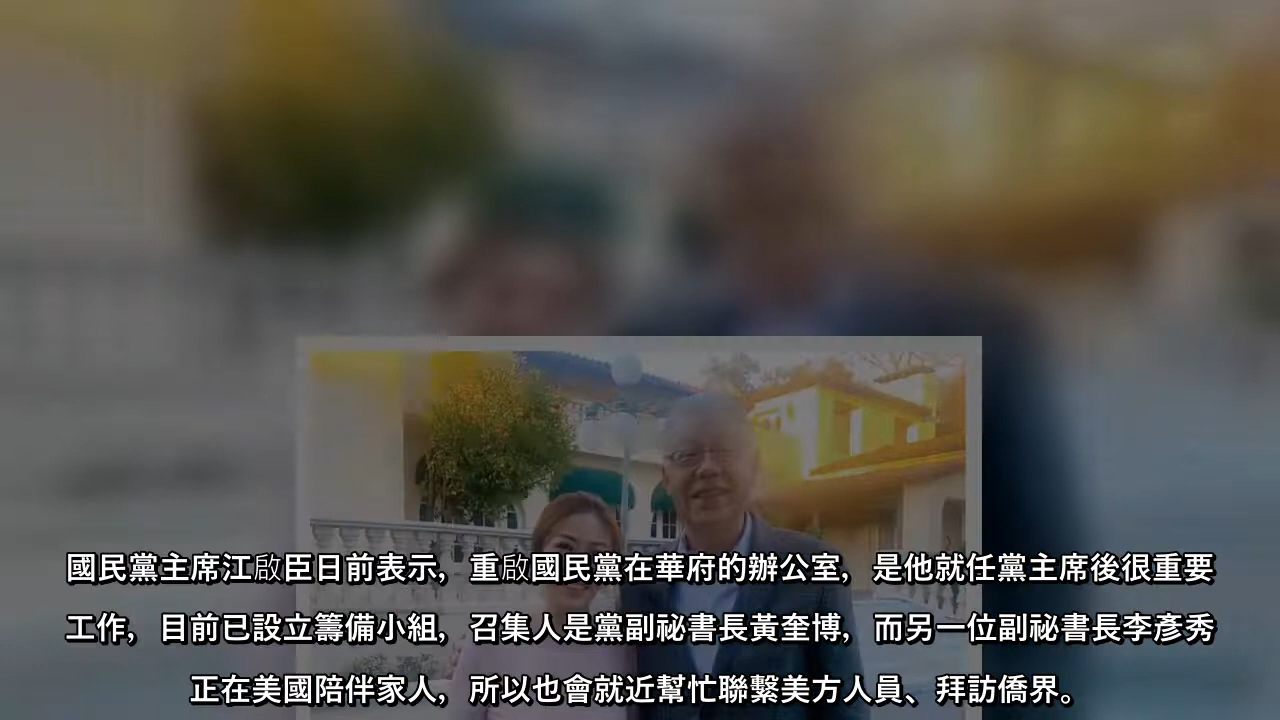 國民黨主席江啟臣日前表示，重啟國民黨在華府的辦公室，是他就任黨主席後很重要
工作，目前已設立籌備小組，召集人是黨副祕書長黃奎博，而另一位副祕書長李彥秀
正在美國陪伴家人，所以也會就近幫忙聯繫美方人員、拜訪僑界。